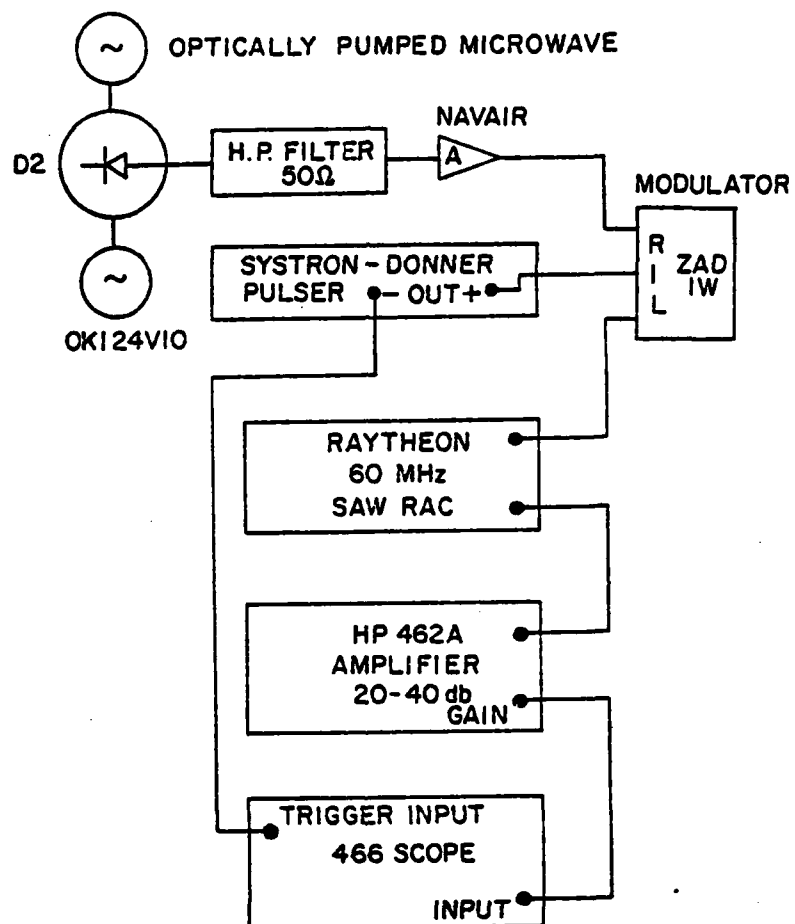 ~ OPTICALLY PUMPED MICROWAVE
NAVAIR
D2
H.P. FILTER
50Ω
A
MODULATOR
SYSTRON-DONNER
PULSER - OUT +
R
I
L
ZAD
1W
~
OKI24VIO
RAYTHEON
60 MHz
SAW RAC
HP 462A
AMPLIFIER
20-40 db
GAIN
TRIGGER INPUT
466 SCOPE
INPUT